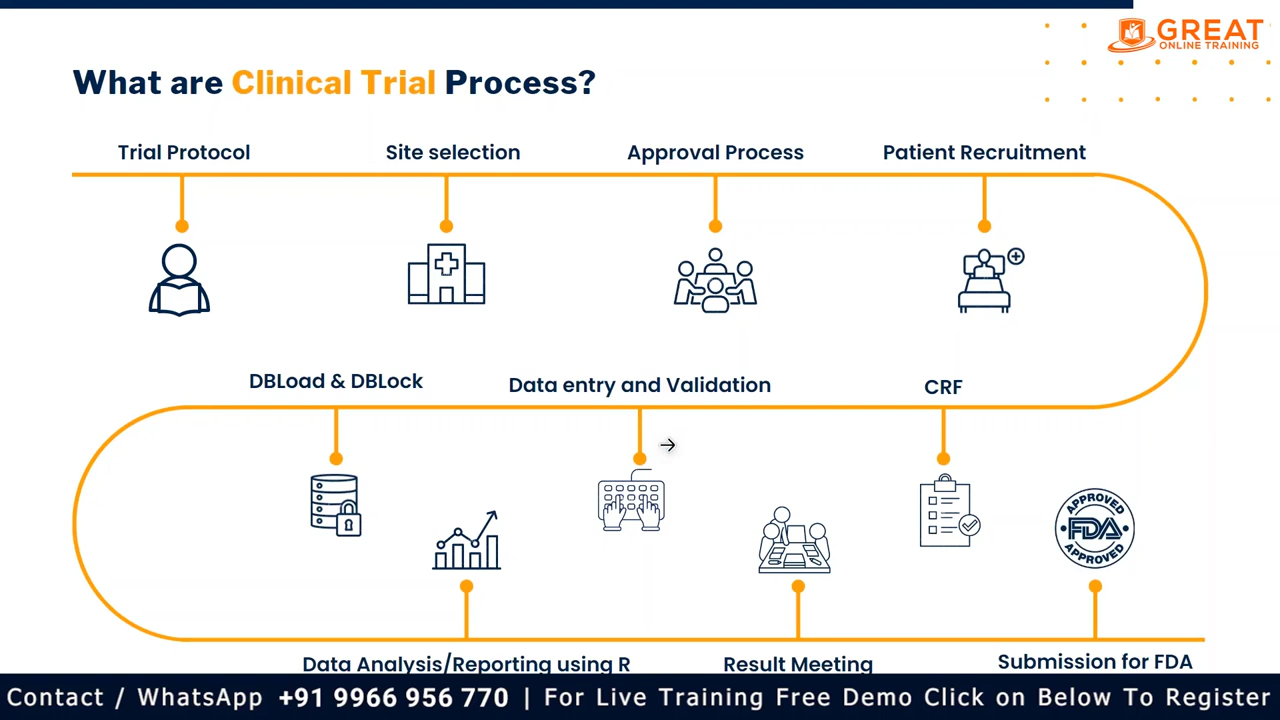 GREAT
ONLINE TRAINING
What are Clinical Trial Process?
Trial Protocol
Site selection
Approval Process
Patient Recruitment
DBLoad & DBLock
Data entry and Validation
CRF
APPROVED
FDA
APPROVED
Data Analysis/Reporting using R
Result Meeting
Submission for FDA
Contact / WhatsApp +91 9966 956 770 | For Live Training Free Demo Click on Below To Register